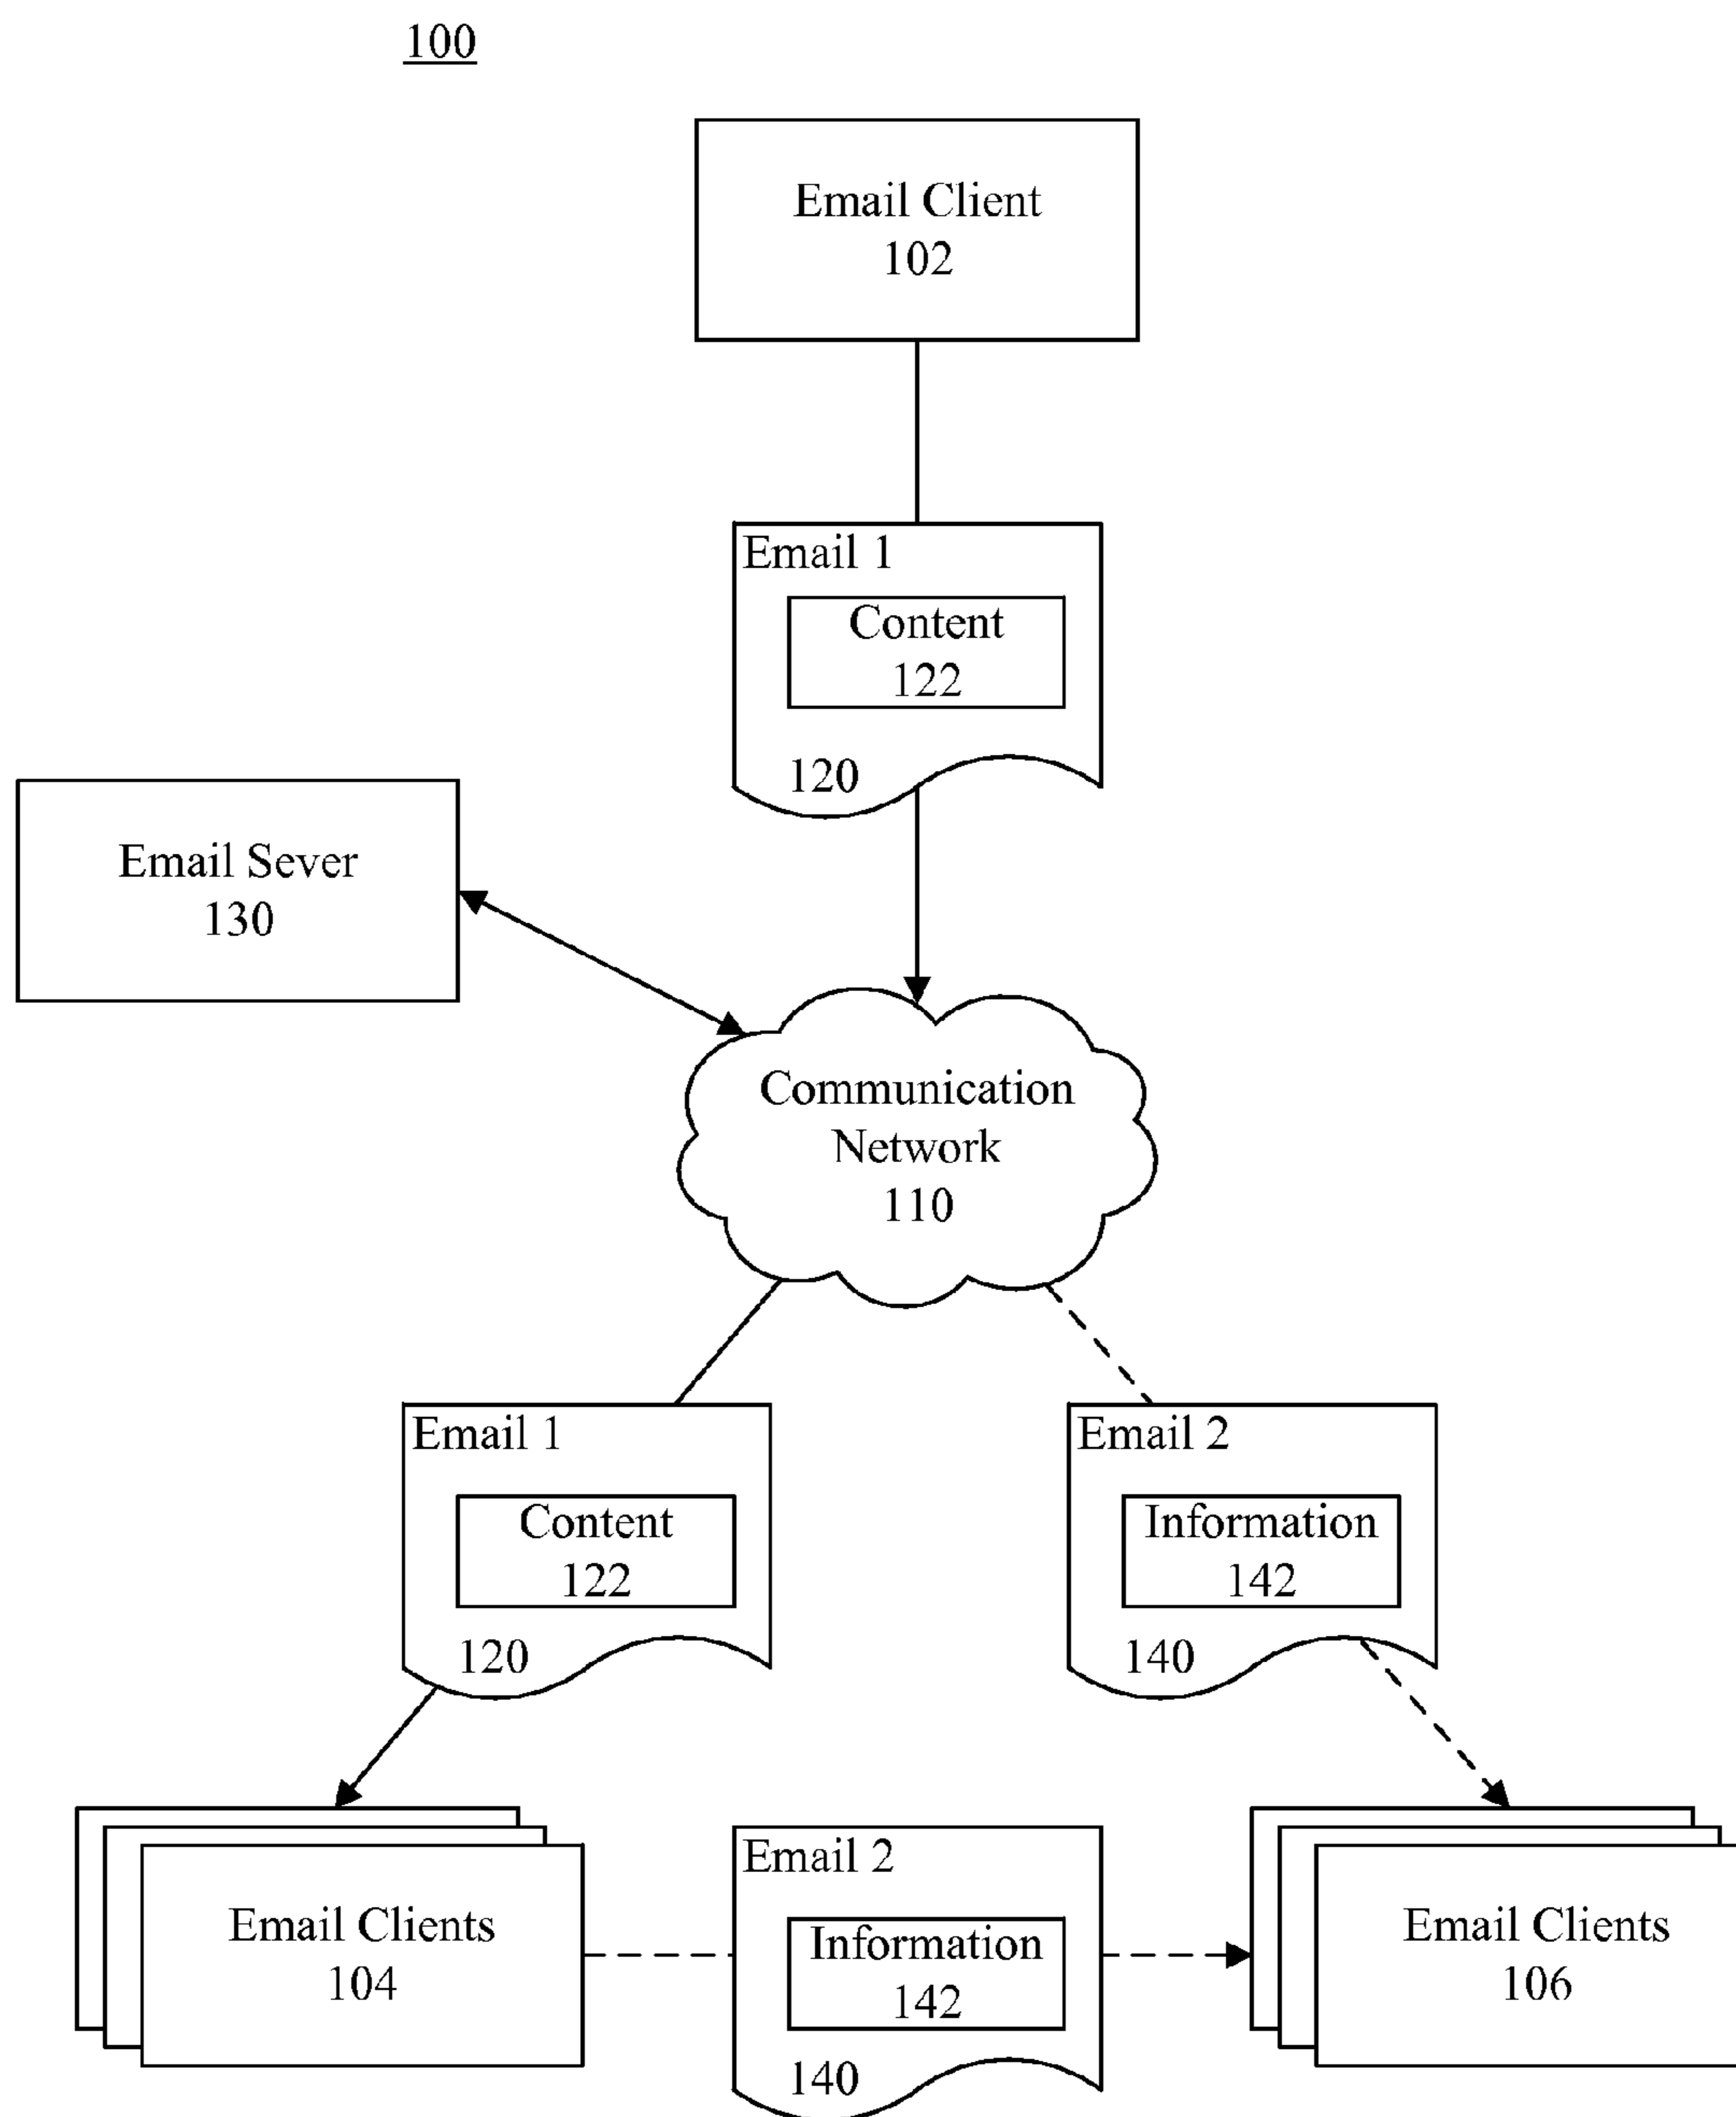 100
Email Client
102
Email 1
Content
122
120
Email Sever
130
Communication
Network
110
Email 1
Content
122
120
Email 2
Information
142
140
Email Clients
104
Email 2
Information
142
140
Email Clients
106